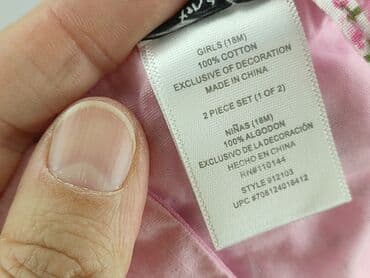 GIRLS (18M)
100% COTTON
EXCLUSIVE OF DECORATION
MADE IN CHINA
2 PIECE SET (1 OF 2)
NIÑAS (18M)
100% ALGODON
EXCLUSIVO DE LA DECORACIÓN
HECHO EN CHINA
RN#110144
STYLE 912103
UPC #708124018412